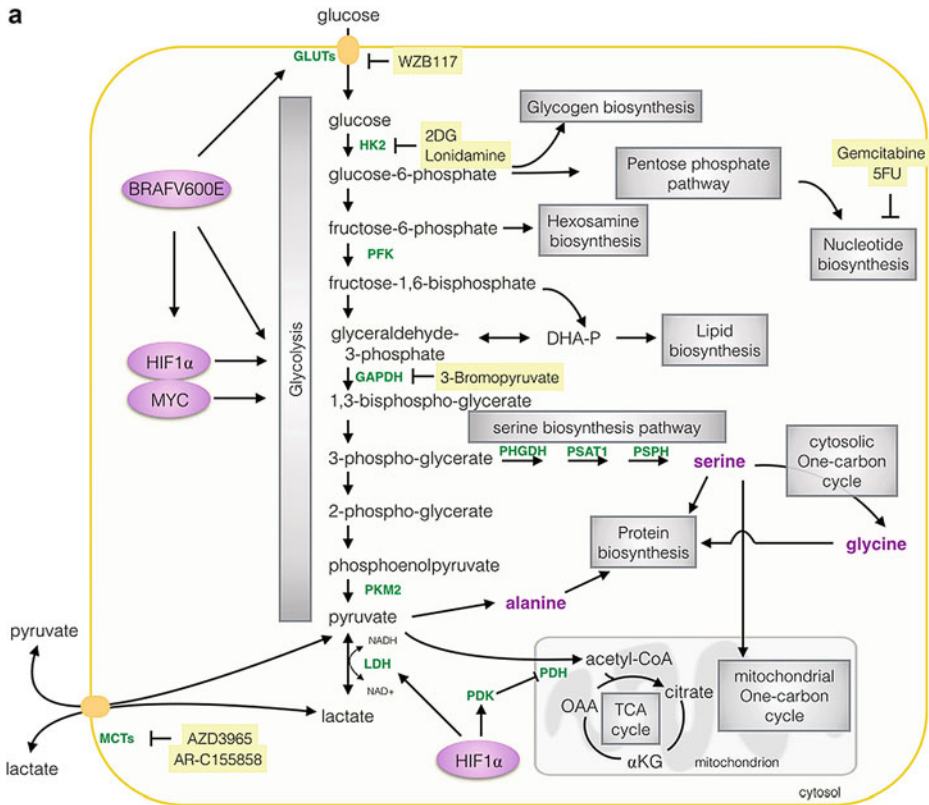 a
glucose
GLUTs
WZB117
glucose
HK2
2DG
Lonidamine
Glycogen biosynthesis
glucose-6-phosphate
Pentose phosphate
pathway
Gemcitabine
5FU
BRAFV600E
fructose-6-phosphate
Hexosamine
biosynthesis
Nucleotide
biosynthesis
PFK
fructose-1,6-bisphosphate
Glycolysis
glyceraldehyde-
3-phosphate
DHA-P
Lipid
biosynthesis
HIF1α
MYC
GAPDH
3-Bromopyruvate
1,3-bisphospho-glycerate
serine biosynthesis pathway
3-phospho-glycerate
PHGDH
PSAT1
PSPH
serine
cytosolic
One-carbon
cycle
2-phospho-glycerate
Protein
biosynthesis
glycine
phosphoenolpyruvate
PKM2
alanine
pyruvate
pyruvate
NADH
LDH
NAD+
lactate
PDK
PDH
acetyl-CoA
citrate
OAA
TCA
cycle
αKG
mitochondrion
mitochondrial
One-carbon
cycle
MCTs
AZD3965
AR-C155858
lactate
HIF1α
cytosol